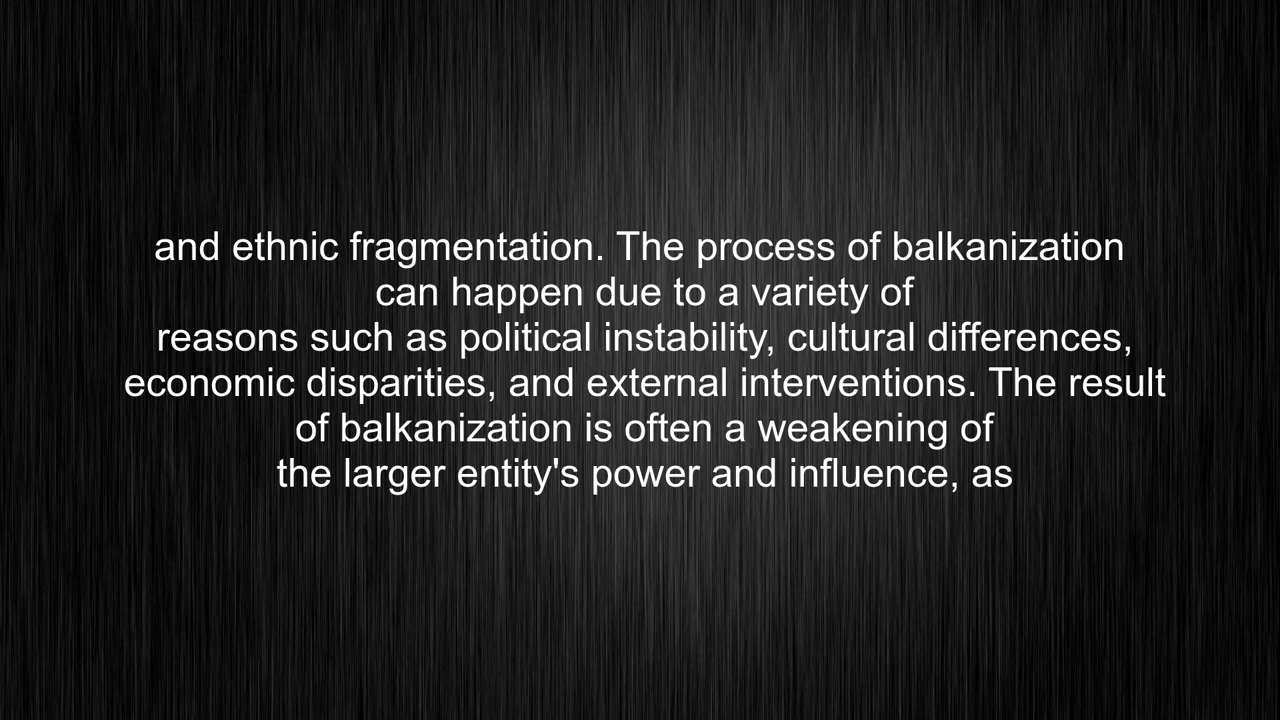 and ethnic fragmentation. The process of balkanization
can happen due to a variety of
reasons such as political instability, cultural differences,
economic disparities, and external interventions. The result
of balkanization is often a weakening of
the larger entity's power and influence, as